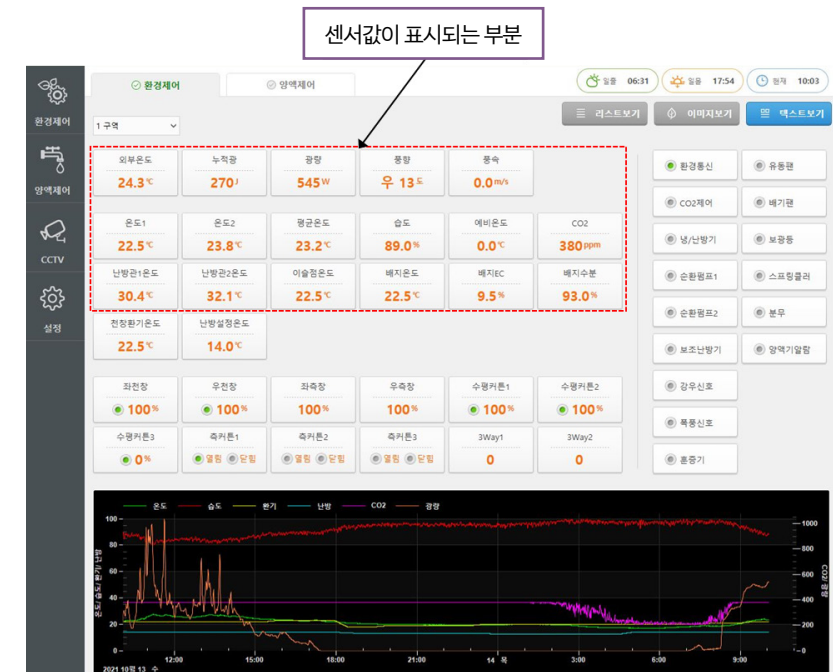 센서값이 표시되는 부분
환경제어
양액제어
CCTV
설정
환경제어 양액제어
일출 06:31 일몰 17:54 현재 10:03
1 구역
리스트보기 이미지보기 텍스트보기
외부온도 누적광 광량 풍향 풍속
24.3℃ 270J 545W 우 13도 0.0m/s
온도1 온도2 평균온도 습도 예비온도 CO2
22.5℃ 23.8℃ 23.2℃ 89.0% 0.0℃ 380ppm
난방관1온도 난방관2온도 이슬점온도 배지온도 배지EC 배지수분
30.4℃ 32.1℃ 22.5℃ 22.5℃ 9.5% 93.0%
전창환기온도 난방설정온도
22.5℃ 14.0℃
좌천장 우천장 좌측창 우측창 수평커튼1 수평커튼2
100% 100% 100% 100% 100% 100%
수평커튼3 측커튼1 측커튼2 측커튼3 3Way1 3Way2
0% 열림 닫힘 열림 닫힘 열림 닫힘 0 0
환경통신 유동팬
CO2제어 배기팬
냉/난방기 보광등
순환펌프1 스프링클러
순환펌프2 분무
보조난방기 양액기알람
강우신호
폭풍신호
훈증기
온도 습도 환기 난방 CO2 광량
100
80
60
40
20
0
온도/습도/환기/난방
1000
800
600
400
200
0
CO2/광량
12:00 15:00 18:00 21:00 14 목 3:00 6:00 9:00
2021 10월 13 수